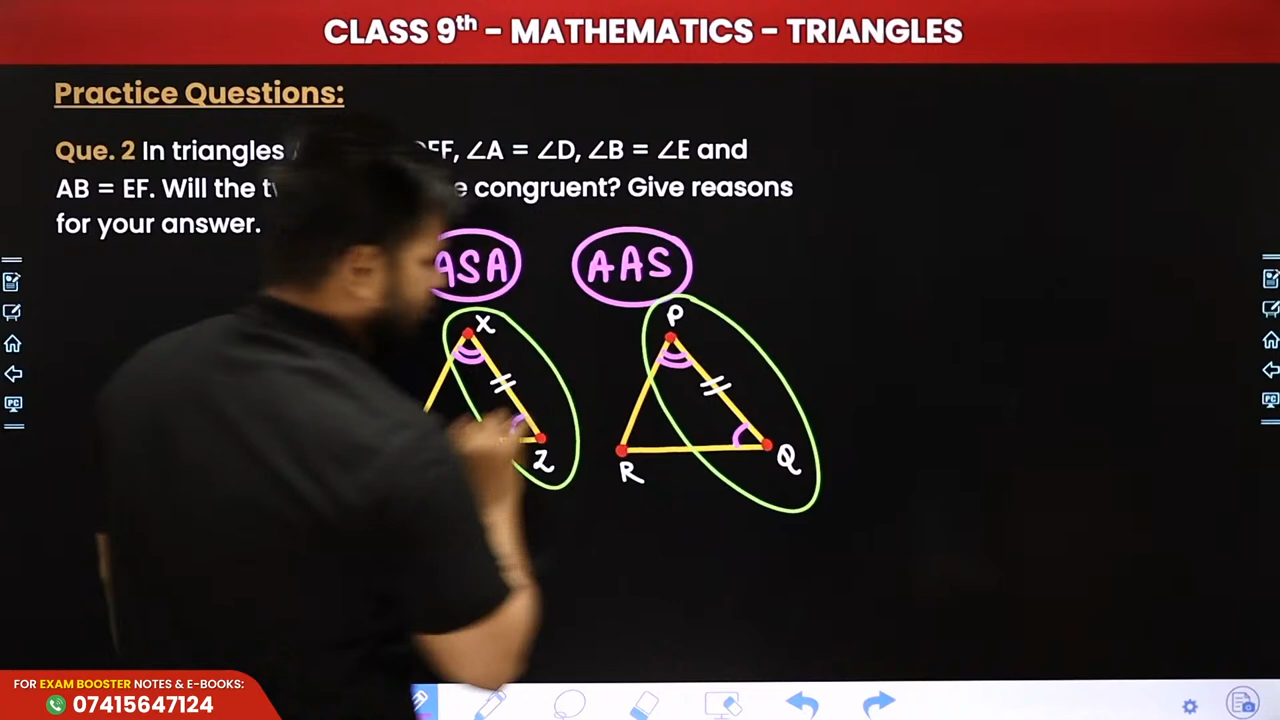 CLASS 9th - MATHEMATICS - TRIANGLES
Practice Questions:
Que. 2 In triangles EF, ∠A = ∠D, ∠B = ∠E and
AB = EF. Will the congruent? Give reasons
for your answer.
ASA AAS
X P
Z Q
R
FOR EXAM BOOSTER NOTES & E-BOOKS:
07415647124